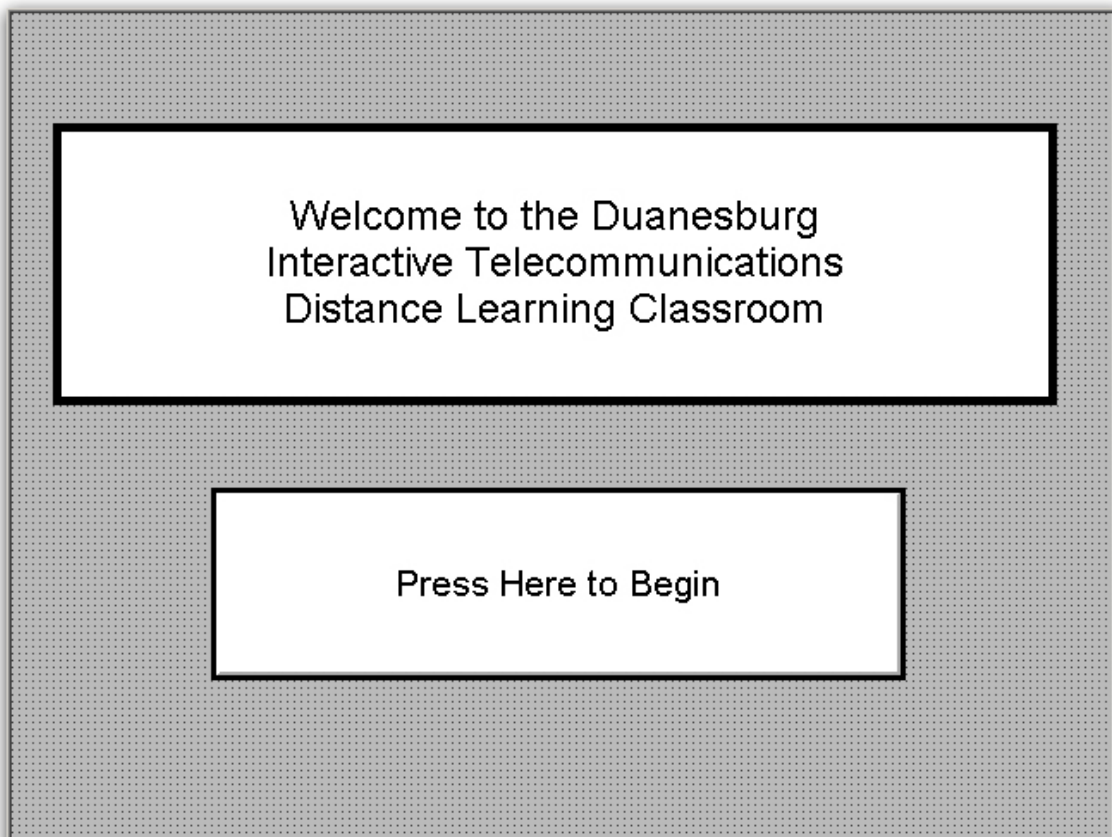 Welcome to the Duanesburg
Interactive Telecommunications
Distance Learning Classroom
Press Here to Begin